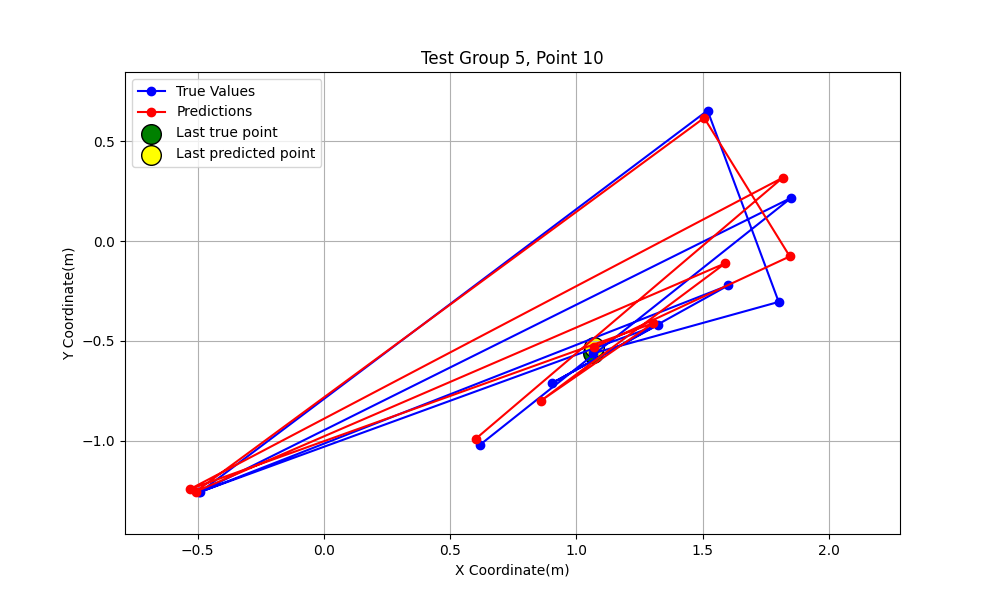 Test Group 5, Point 10
True Values
Predictions
Last true point
Last predicted point
Y Coordinate(m)
0.5
0.0
−0.5
−1.0
−0.5
0.0
0.5
1.0
1.5
2.0
X Coordinate(m)